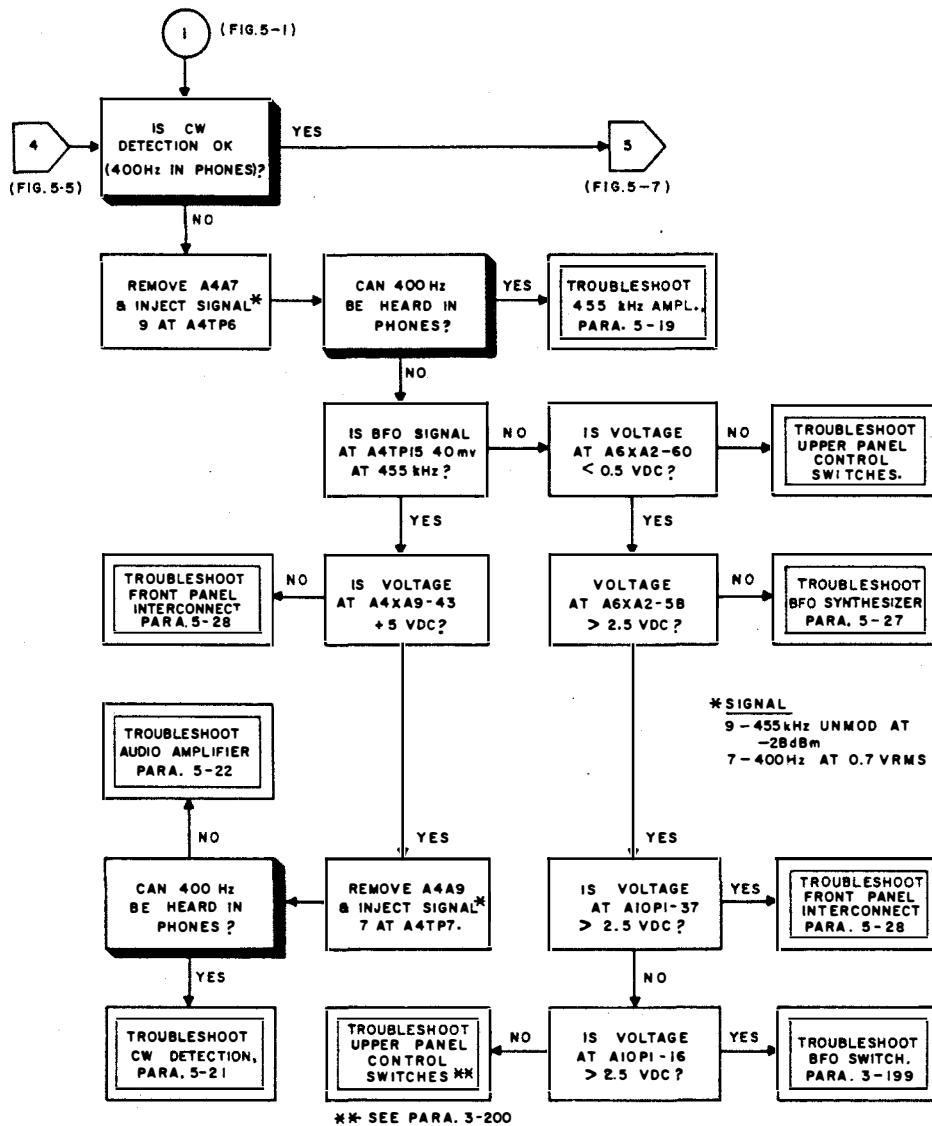 1
(FIG.5-1)
4
(FIG. 5-5)
IS CW
DETECTION OK
(400Hz IN PHONES)?
YES
5
(FIG.5-7)
NO
REMOVE A4A7
& INJECT SIGNAL*
9 AT A4TP6
CAN 400 Hz
BE HEARD IN
PHONES?
YES
TROUBLESHOOT
455 kHz AMPL.,
PARA. 5-19
NO
IS BFO SIGNAL
AT A4TP15 40mv
AT 455 kHz?
NO
IS VOLTAGE
AT A6XA2-60
< 0.5 VDC?
NO
TROUBLESHOOT
UPPER PANEL
CONTROL
SWITCHES.
YES
YES
TROUBLESHOOT
FRONT PANEL
INTERCONNECT
PARA. 5-28
NO
IS VOLTAGE
AT A4XA9-43
+5 VDC?
VOLTAGE
AT A6XA2-58
> 2.5 VDC?
NO
TROUBLESHOOT
BFO SYNTHESIZER
PARA. 5-27
*SIGNAL
9-455kHz UNMOD AT
-28dBm
7-400Hz AT 0.7 VRMS
TROUBLESHOOT
AUDIO AMPLIFIER
PARA. 5-22
NO
YES
YES
CAN 400 Hz
BE HEARD IN
PHONES?
REMOVE A4A9
& INJECT SIGNAL*
7 AT A4TP7.
IS VOLTAGE
AT A10P1-37
> 2.5 VDC?
YES
TROUBLESHOOT
FRONT PANEL
INTERCONNECT
PARA. 5-28
YES
NO
TROUBLESHOOT
CW DETECTION,
PARA. 5-21
TROUBLESHOOT
UPPER PANEL
CONTROL
SWITCHES **
NO
IS VOLTAGE
AT A10P1-16
> 2.5 VDC?
YES
TROUBLESHOOT
BFO SWITCH.
PARA. 3-199
** SEE PARA. 3-200